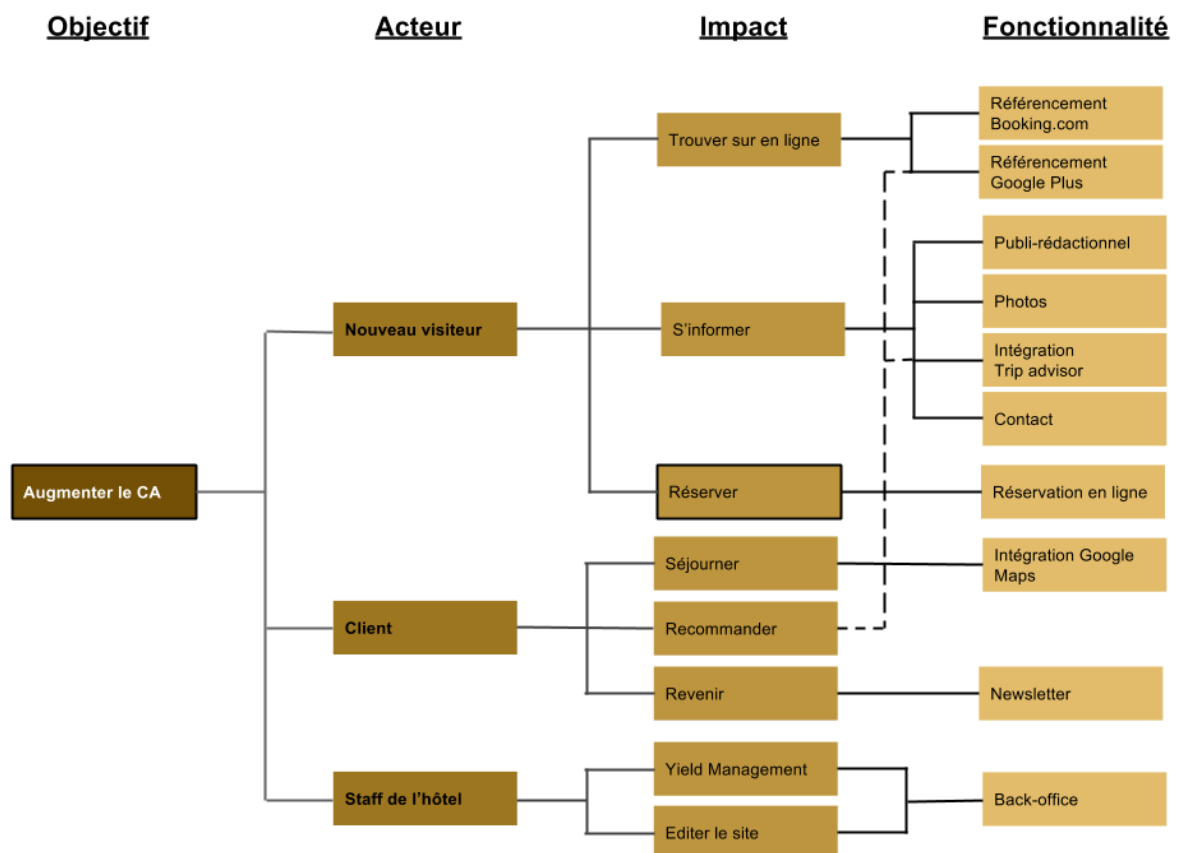 Objectif
Acteur
Impact
Fonctionnalité
Référencement
Booking.com
Trouver sur en ligne
Référencement
Google Plus
Publi-rédactionnel
Photos
Nouveau visiteur
S'informer
Intégration
Trip advisor
Contact
Augmenter le CA
Réserver
Réservation en ligne
Séjourner
Intégration Google
Maps
Client
Recommander
Revenir
Newsletter
Yield Management
Staff de l'hôtel
Back-office
Editer le site